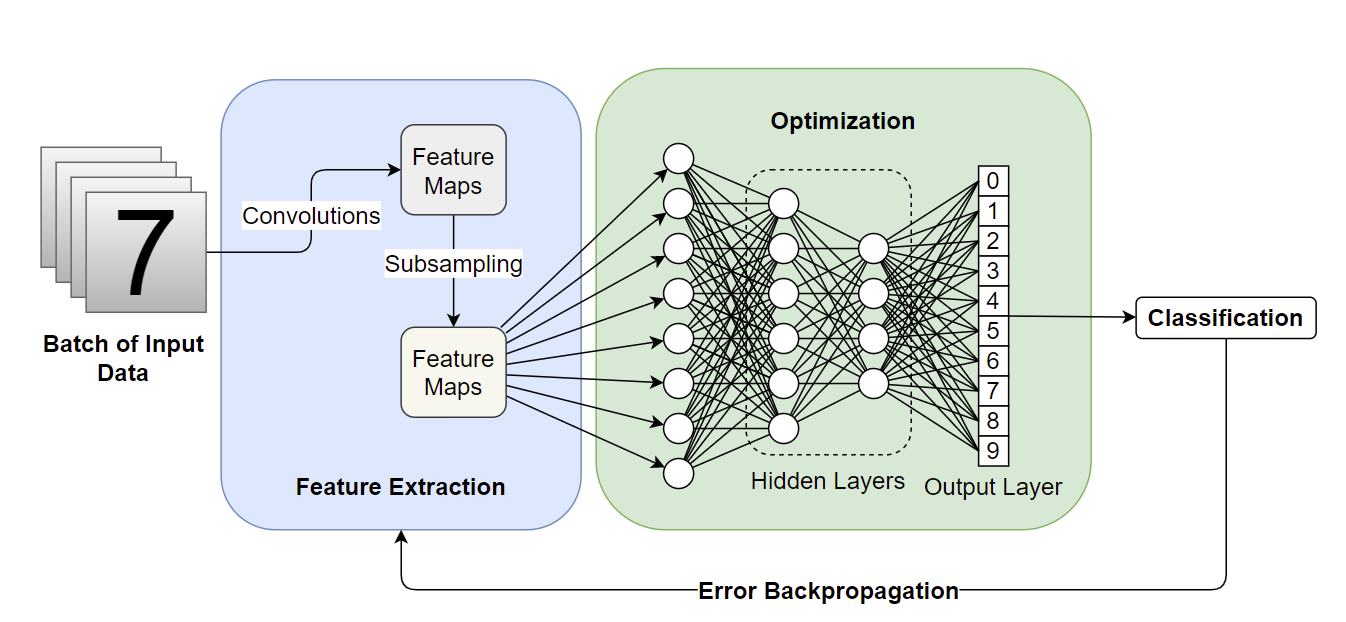 7
Batch of Input
Data
Convolutions
Feature
Maps
Subsampling
Feature
Maps
Feature Extraction
Optimization
Hidden Layers
0
1
2
3
4
5
6
7
8
9
Output Layer
Classification
Error Backpropagation